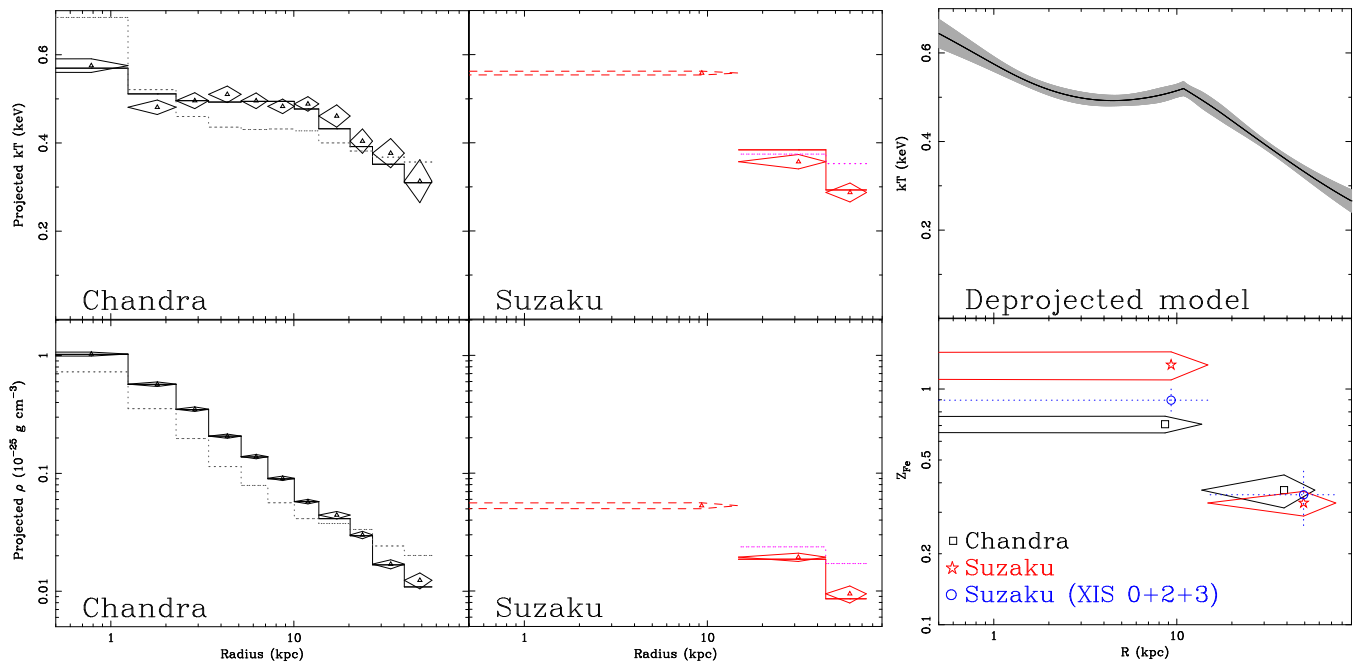 Projected kT (keV)
0.2
0.4
0.6
Chandra
Suzaku
kT (keV)
0.2
0.4
0.6
Deprojected model
Projected ρ (10⁻²⁵ g cm⁻³)
0.01
0.1
1
Chandra
1
10
Radius (kpc)
Suzaku
1
10
Radius (kpc)
Z_Fe
0.1
0.2
0.5
1
Chandra
Suzaku
Suzaku (XIS 0+2+3)
1
10
R (kpc)